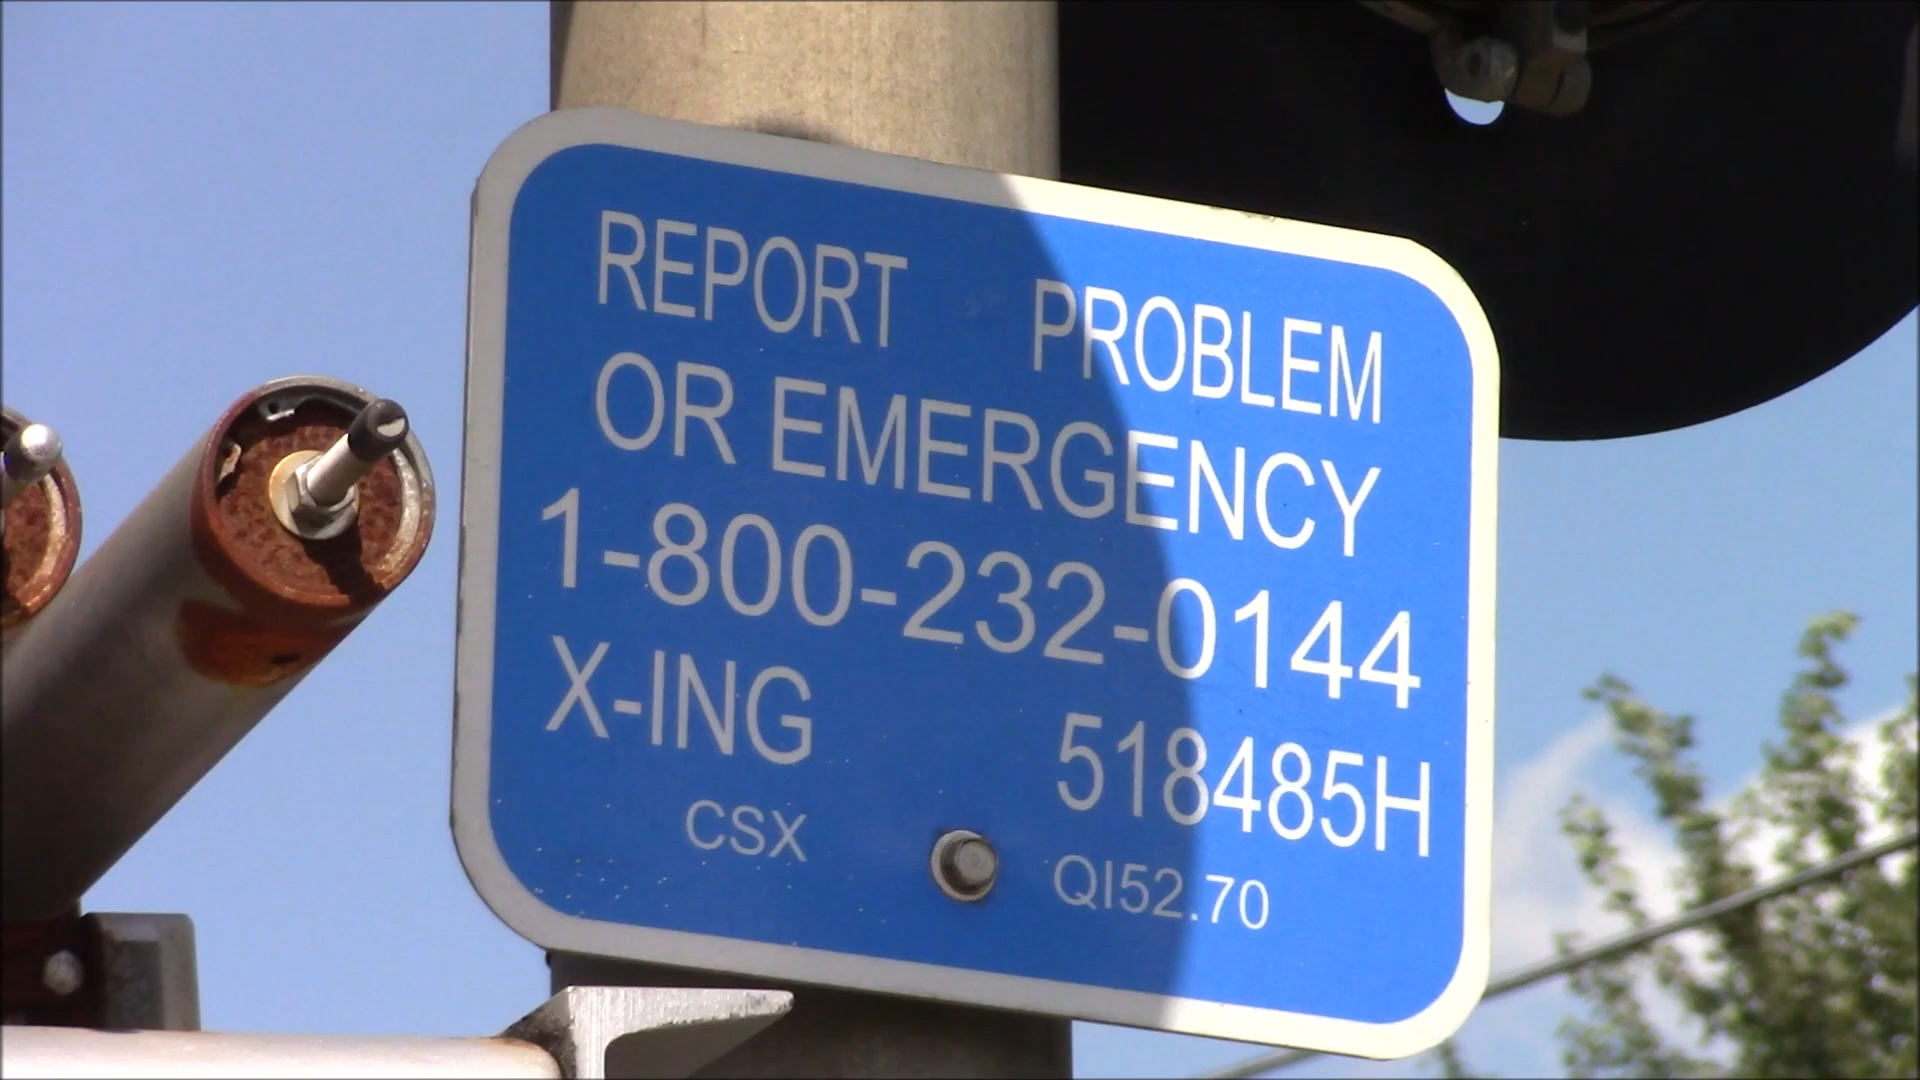 REPORT PROBLEM
OR EMERGENCY
1-800-232-0144
X-ING 518485H
CSX QI52.70